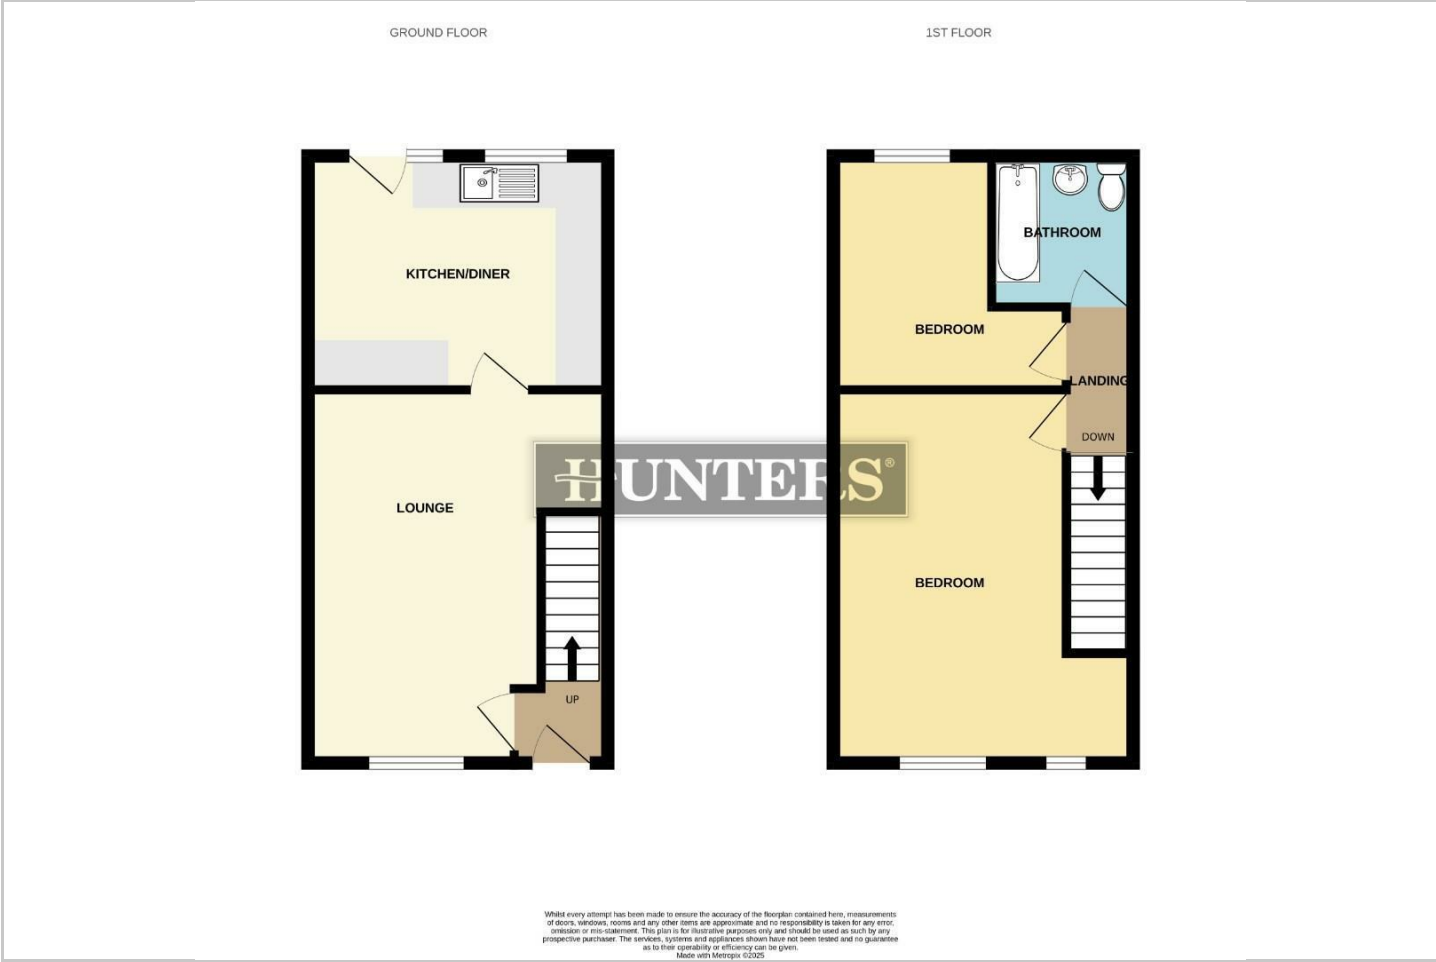 GROUND FLOOR
1ST FLOOR
KITCHEN/DINER
BATHROOM
BEDROOM
LANDING
DOWN
HUNTERS®
LOUNGE
BEDROOM
UP
Whilst every attempt has been made to ensure the accuracy of the floorplan contained here, measurements
of doors, windows, rooms and any other items are approximate and no responsibility is taken for any error,
omission or mis-statement. This plan is for illustrative purposes only and should be used as such by any
prospective purchaser. The services, systems and appliances shown have not been tested and no guarantee
as to their operability or efficiency can be given.
Made with Metropix ©2025